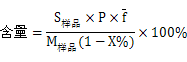 含量 = S样品 × P × f̄ / M样品(1 − X%) × 100%